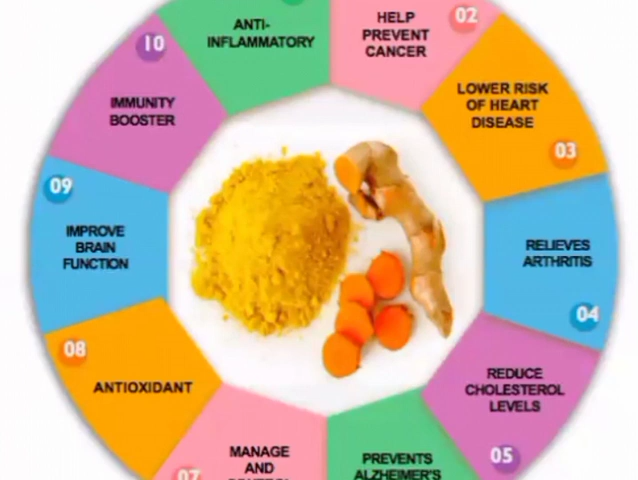 ANTI-
INFLAMMATORY
02
HELP
PREVENT
CANCER
LOWER RISK
OF HEART
DISEASE
03
RELIEVES
ARTHRITIS
04
REDUCE
CHOLESTEROL
LEVELS
05
PREVENTS
ALZHEIMER'S
07
MANAGE
AND
08
ANTIOXIDANT
09
IMPROVE
BRAIN
FUNCTION
10
IMMUNITY
BOOSTER